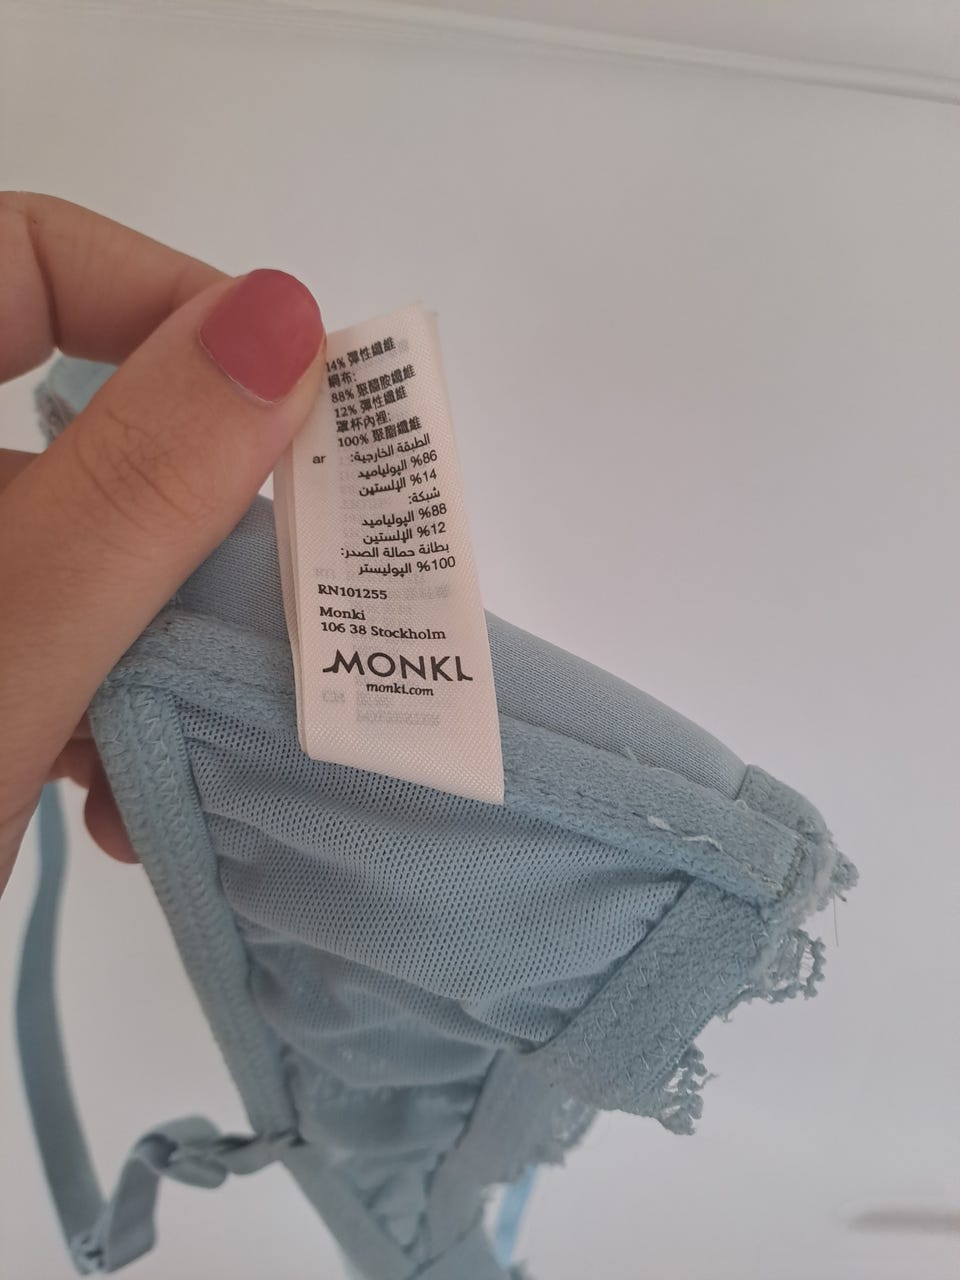 14% 彈性纖維
網布:
88% 聚醯胺纖維
12% 彈性纖維
罩杯內裡:
100% 聚酯纖維
ar الطبقة الخارجية:
86% البولياميد
14% الإلستين
شبكة:
88% البولياميد
12% الإلستين
بطانة حمالة الصدر:
100% البوليستر
RN101255
Monki
106 38 Stockholm
MONKI
monki.com